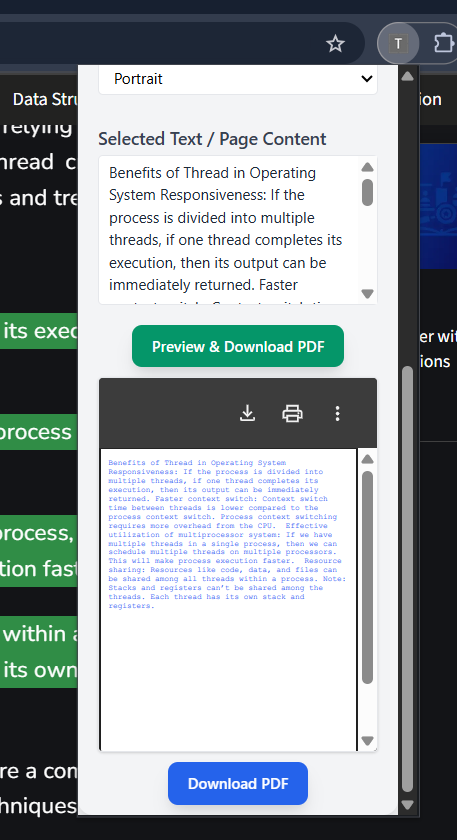 T
Data Stru
ion
Portrait
relying
hread c
s and tre
Selected Text / Page Content
Benefits of Thread in Operating
System Responsiveness: If the
process is divided into multiple
threads, if one thread completes its
execution, then its output can be
immediately returned. Faster
its exec
er wit
ions
Preview & Download PDF
process
Benefits of Thread in Operating System
Responsiveness: If the process is divided into
multiple threads, if one thread completes its
execution, then its output can be immediately
returned. Faster context switch: Context switch
time between threads is lower compared to the
process context switch. Process context switching
requires more overhead from the CPU.  Effective
utilization of multiprocessor system: If we have
multiple threads in a single process, then we can
schedule multiple threads on multiple processors.
This will make process execution faster.  Resource
sharing: Resources like code, data, and files can
be shared among all threads within a process. Note:
Stacks and registers can't be shared among the
threads. Each thread has its own stack and
registers.
process,
tion fast
within a
its own
re a com
Download PDF
hniques